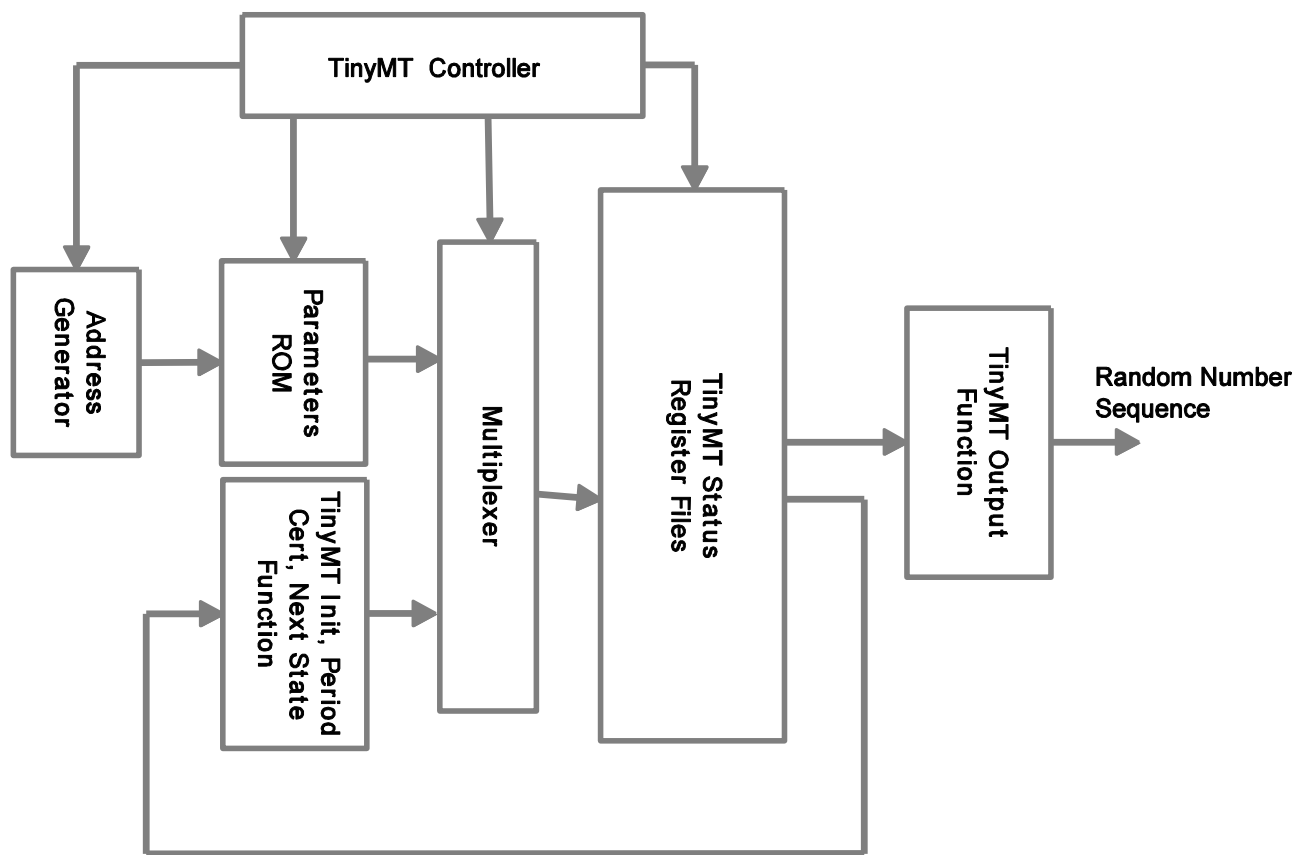 TinyMT Controller
Address
Generator
Parameters
ROM
Multiplexer
TinyMT Init, Period
Cert, Next State
Function
TinyMT Status
Register Files
TinyMT Output
Function
Random Number
Sequence